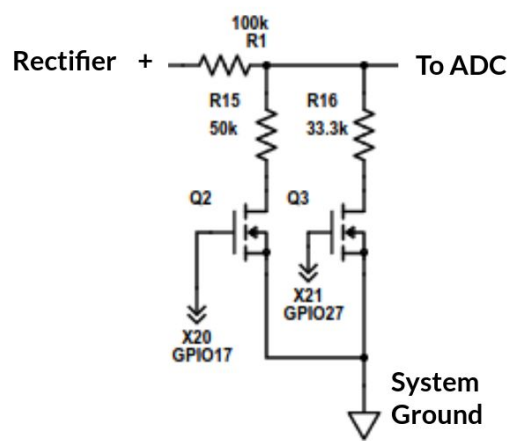 100k
R1
Rectifier +
To ADC
R15
50k
R16
33.3k
Q2
Q3
X21
GPIO27
X20
GPIO17
System
Ground